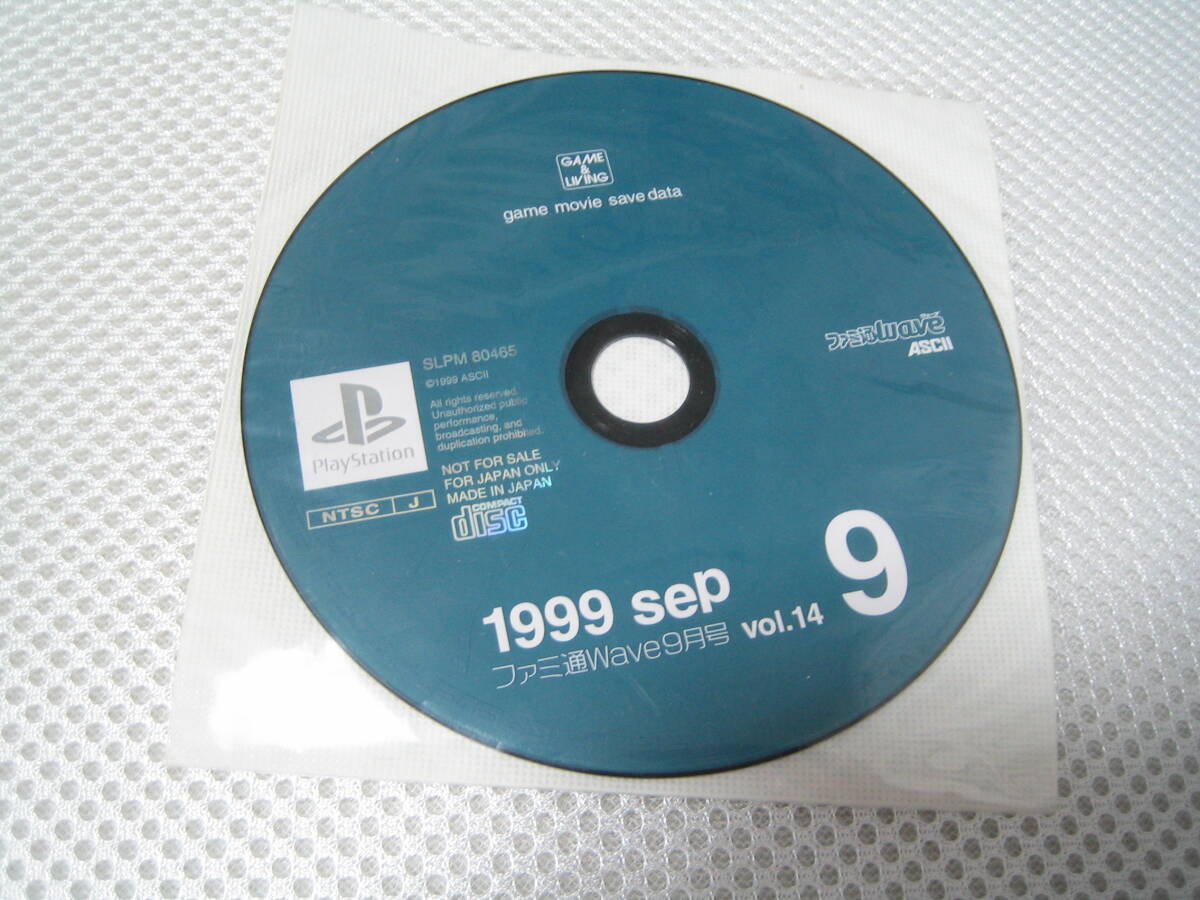 GAME
&
LIVING
game movie save data
ファミ通wave
ASCII
SLPM 80465
©1999 ASCII
All rights reserved.
Unauthorized public
performance,
broadcasting, and
duplication prohibited.
PlayStation
NOT FOR SALE
FOR JAPAN ONLY
MADE IN JAPAN
NTSC J
COMPACT
disc
1999 sep 9
ファミ通Wave9月号 vol.14